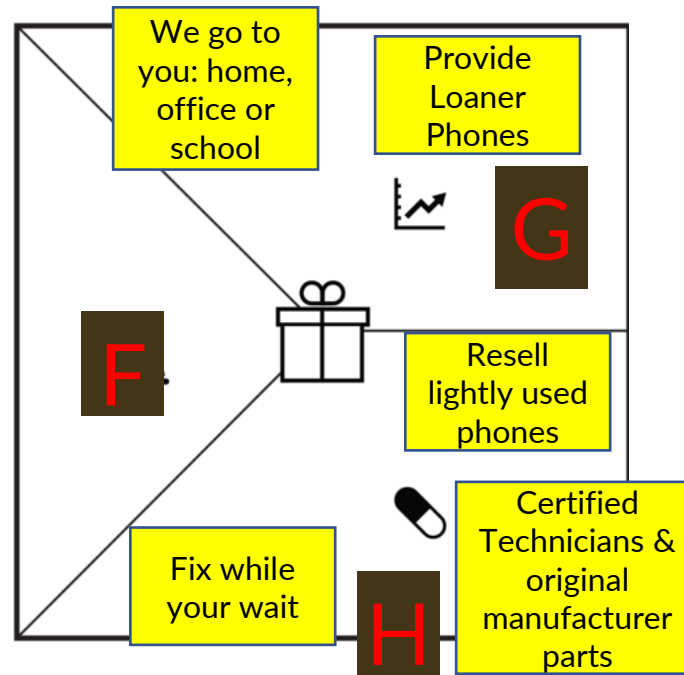 We go to
you: home,
office or
school
Provide
Loaner
Phones
G
F
Resell
lightly used
phones
Certified
Technicians &
original
manufacturer
parts
Fix while
your wait
H